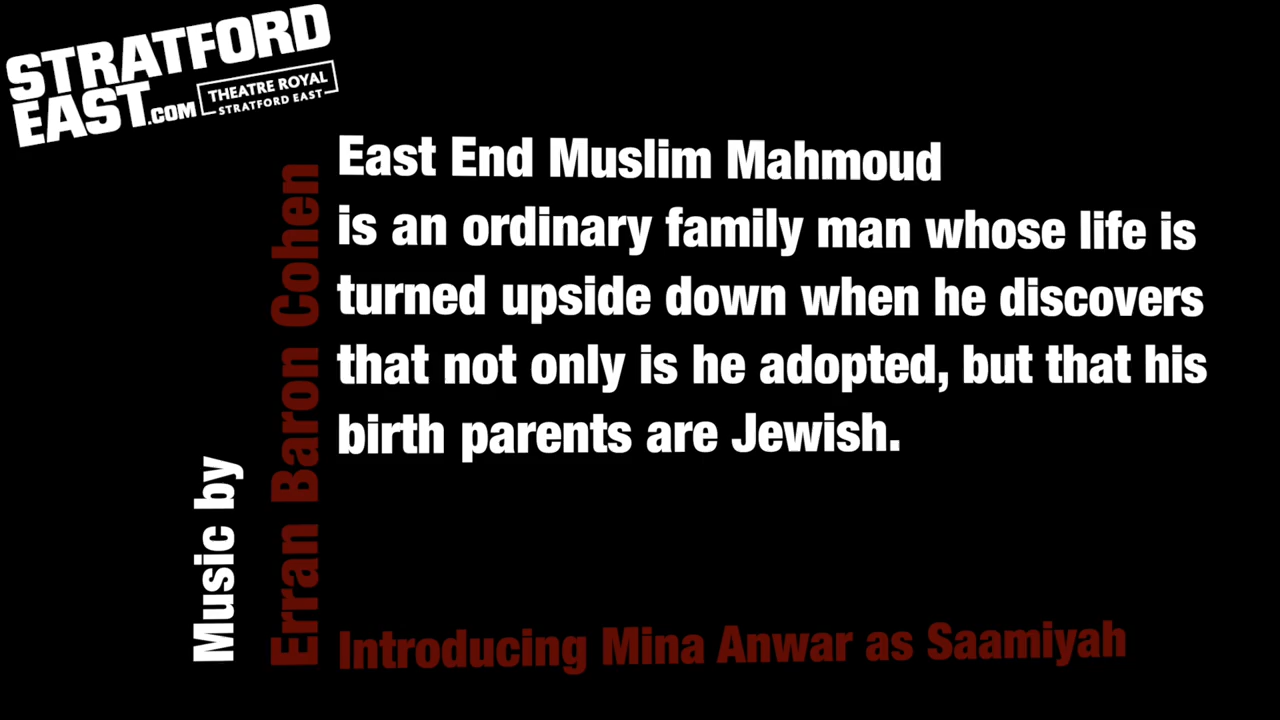 STRATFORD
EAST.COM
THEATRE ROYAL
STRATFORD EAST
East End Muslim Mahmoud
is an ordinary family man whose life is
turned upside down when he discovers
that not only is he adopted, but that his
birth parents are Jewish.
Music by
Erran Baron Cohen
Introducing Mina Anwar as Saamiyah